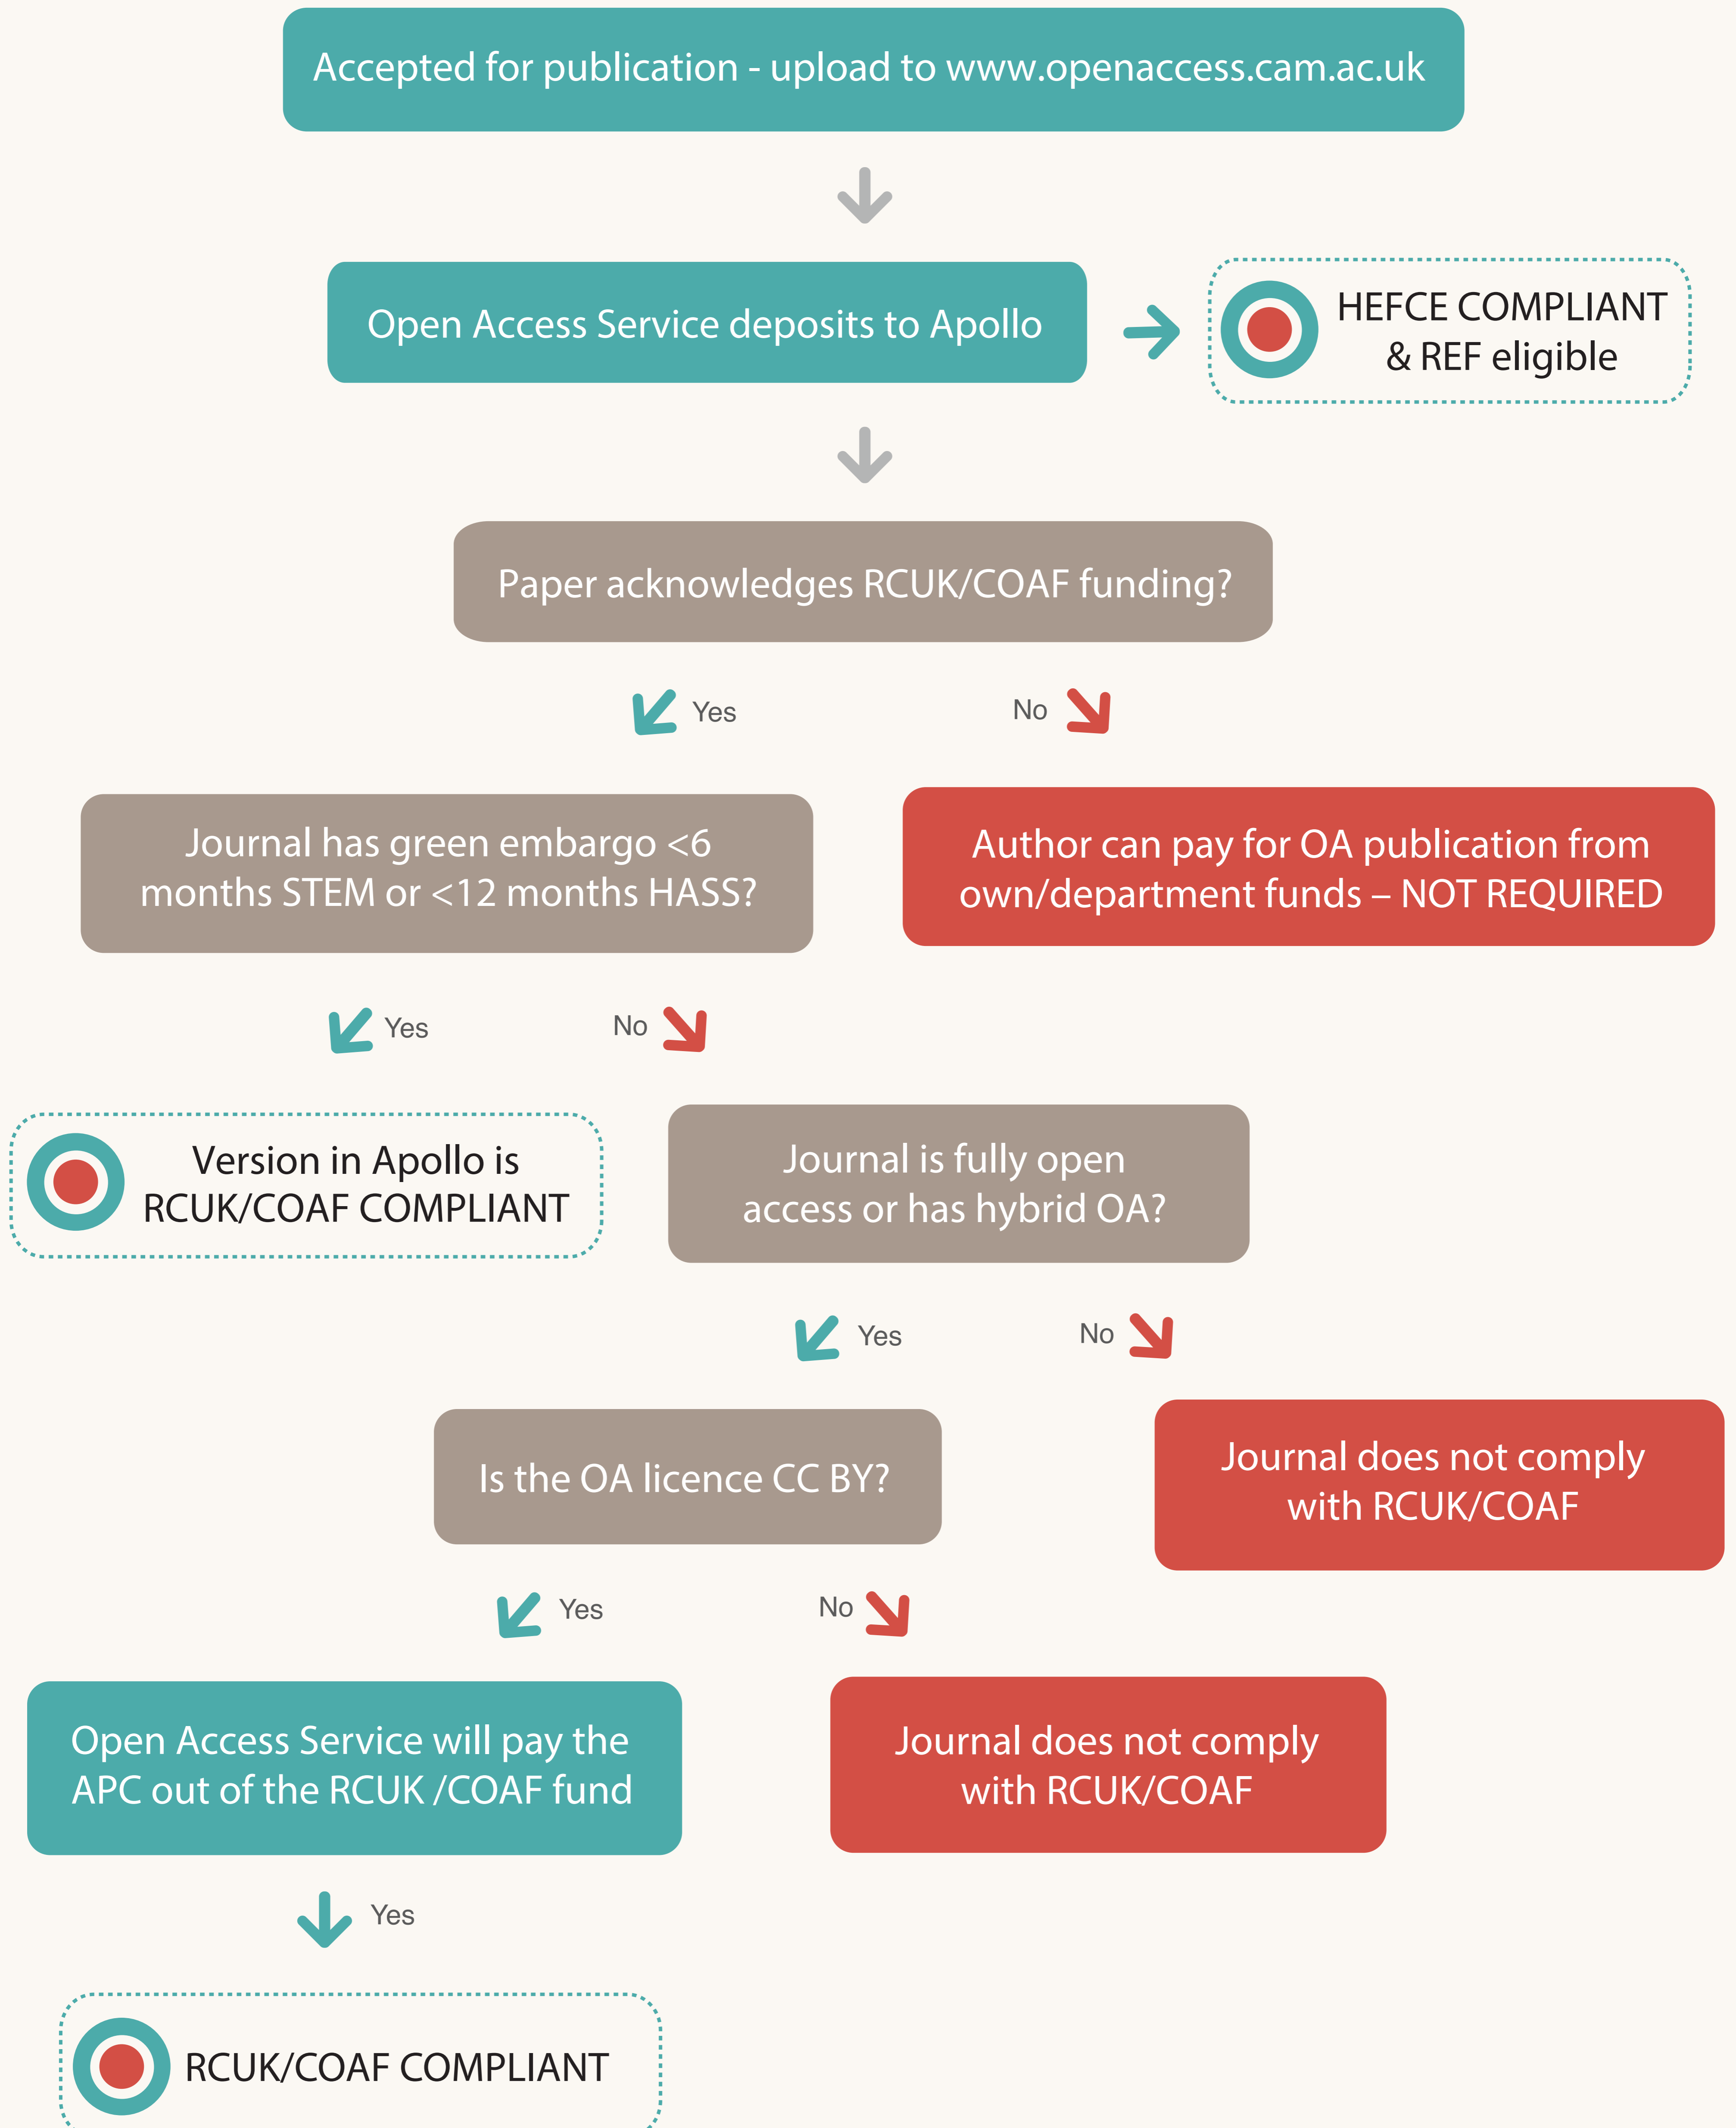 Accepted for publication - upload to www.openaccess.cam.ac.uk
Open Access Service deposits to Apollo
HEFCE COMPLIANT
& REF eligible
Paper acknowledges RCUK/COAF funding?
Yes
No
Journal has green embargo <6
months STEM or <12 months HASS?
Author can pay for OA publication from
own/department funds – NOT REQUIRED
Yes
No
Version in Apollo is
RCUK/COAF COMPLIANT
Journal is fully open
access or has hybrid OA?
Yes
No
Is the OA licence CC BY?
Journal does not comply
with RCUK/COAF
Yes
No
Open Access Service will pay the
APC out of the RCUK /COAF fund
Journal does not comply
with RCUK/COAF
Yes
RCUK/COAF COMPLIANT